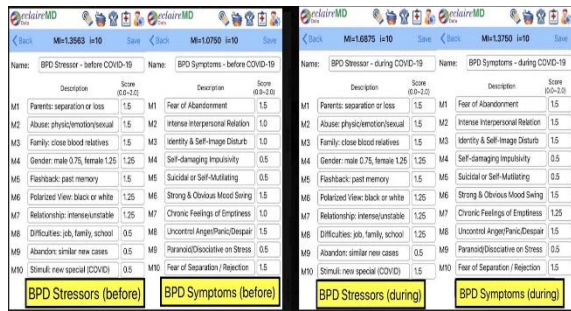 eclaireMD
Data
Back MI=1.3563 i=10 Save
Name: BPD Stressor - before COVID-19
Description Score
(0.0~2.0)
M1 Parents: separation or loss 1.5
M2 Abuse: physic/emotion/sexual 1.5
M3 Family: close blood relatives 1.5
M4 Gender: male 0.75, female 1.25 1.25
M5 Flashback: past memory 1.5
M6 Polarized View: black or white 1.25
M7 Relationship: intense/unstable 1.25
M8 Difficulties: job, family, school 0.5
M9 Abandon: similar new cases 0.5
M10 Stimuli: new special (COVID) 0.5
BPD Stressors (before)
eclaireMD
Data
Back MI=1.0750 i=10 Save
Name: BPD Symptoms - before COVID-19
Description Score
(0.0~2.0)
M1 Fear of Abandonment 1.5
M2 Intense Interpersonal Relation 1.0
M3 Identity & Self-Image Disturb 1.0
M4 Self-damaging Impulsivity 0.5
M5 Suicidal or Self-Mutilating 0.5
M6 Strong & Obvious Mood Swing 1.5
M7 Chronic Feelings of Emptiness 1.0
M8 Uncontrol Anger/Panic/Despair 1.5
M9 Paranoid/Disociative on Stress 0.5
M10 Fear of Separation / Rejection 1.5
BPD Symptoms (before)
eclaireMD
Data
Back MI=1.6875 i=10 Save
Name: BPD Stressor - during COVID-19
Description Score
(0.0~2.0)
M1 Parents: separation or loss 1.5
M2 Abuse: physic/emotion/sexual 1.5
M3 Family: close blood relatives 1.5
M4 Gender: male 0.75, female 1.25 1.25
M5 Flashback: past memory 1.5
M6 Polarized View: black or white 1.25
M7 Relationship: intense/unstable 1.25
M8 Difficulties: job, family, school 0.5
M9 Abandon: similar new cases 0.5
M10 Stimuli: new special (COVID) 1.5
BPD Stressors (during)
eclaireMD
Data
Back MI=1.3750 i=10 Save
Name: BPD Symptoms - during COVID-19
Description Score
(0.0~2.0)
M1 Fear of Abandonment 1.5
M2 Intense Interpersonal Relation 1.5
M3 Identity & Self-Image Disturb 1.5
M4 Self-damaging Impulsivity 0.5
M5 Suicidal or Self-Mutilating 0.5
M6 Strong & Obvious Mood Swing 1.5
M7 Chronic Feelings of Emptiness 1.25
M8 Uncontrol Anger/Panic/Despair 1.5
M9 Paranoid/Disociative on Stress 0.5
M10 Fear of Separation / Rejection 1.5
BPD Symptoms (during)